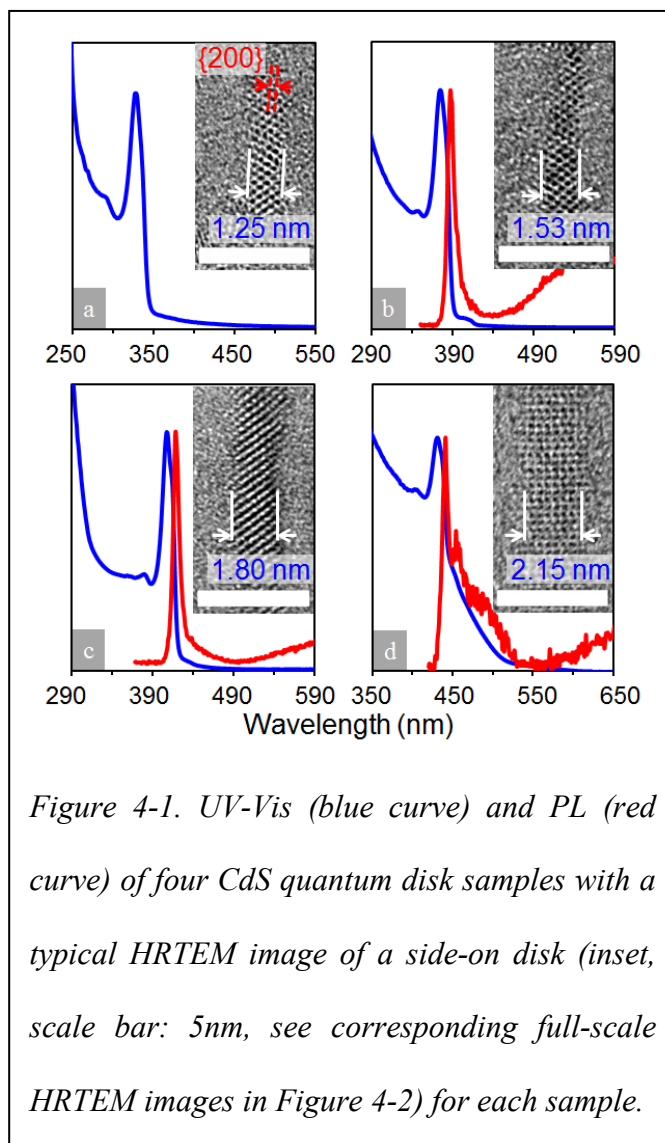 {200}
1.25 nm
a
250 350 450 550
1.53 nm
b
290 390 490 590
1.80 nm
c
290 390 490 590
2.15 nm
d
350 450 550 650
Wavelength (nm)
Figure 4-1. UV-Vis (blue curve) and PL (red
curve) of four CdS quantum disk samples with a
typical HRTEM image of a side-on disk (inset,
scale bar: 5nm, see corresponding full-scale
HRTEM images in Figure 4-2) for each sample.